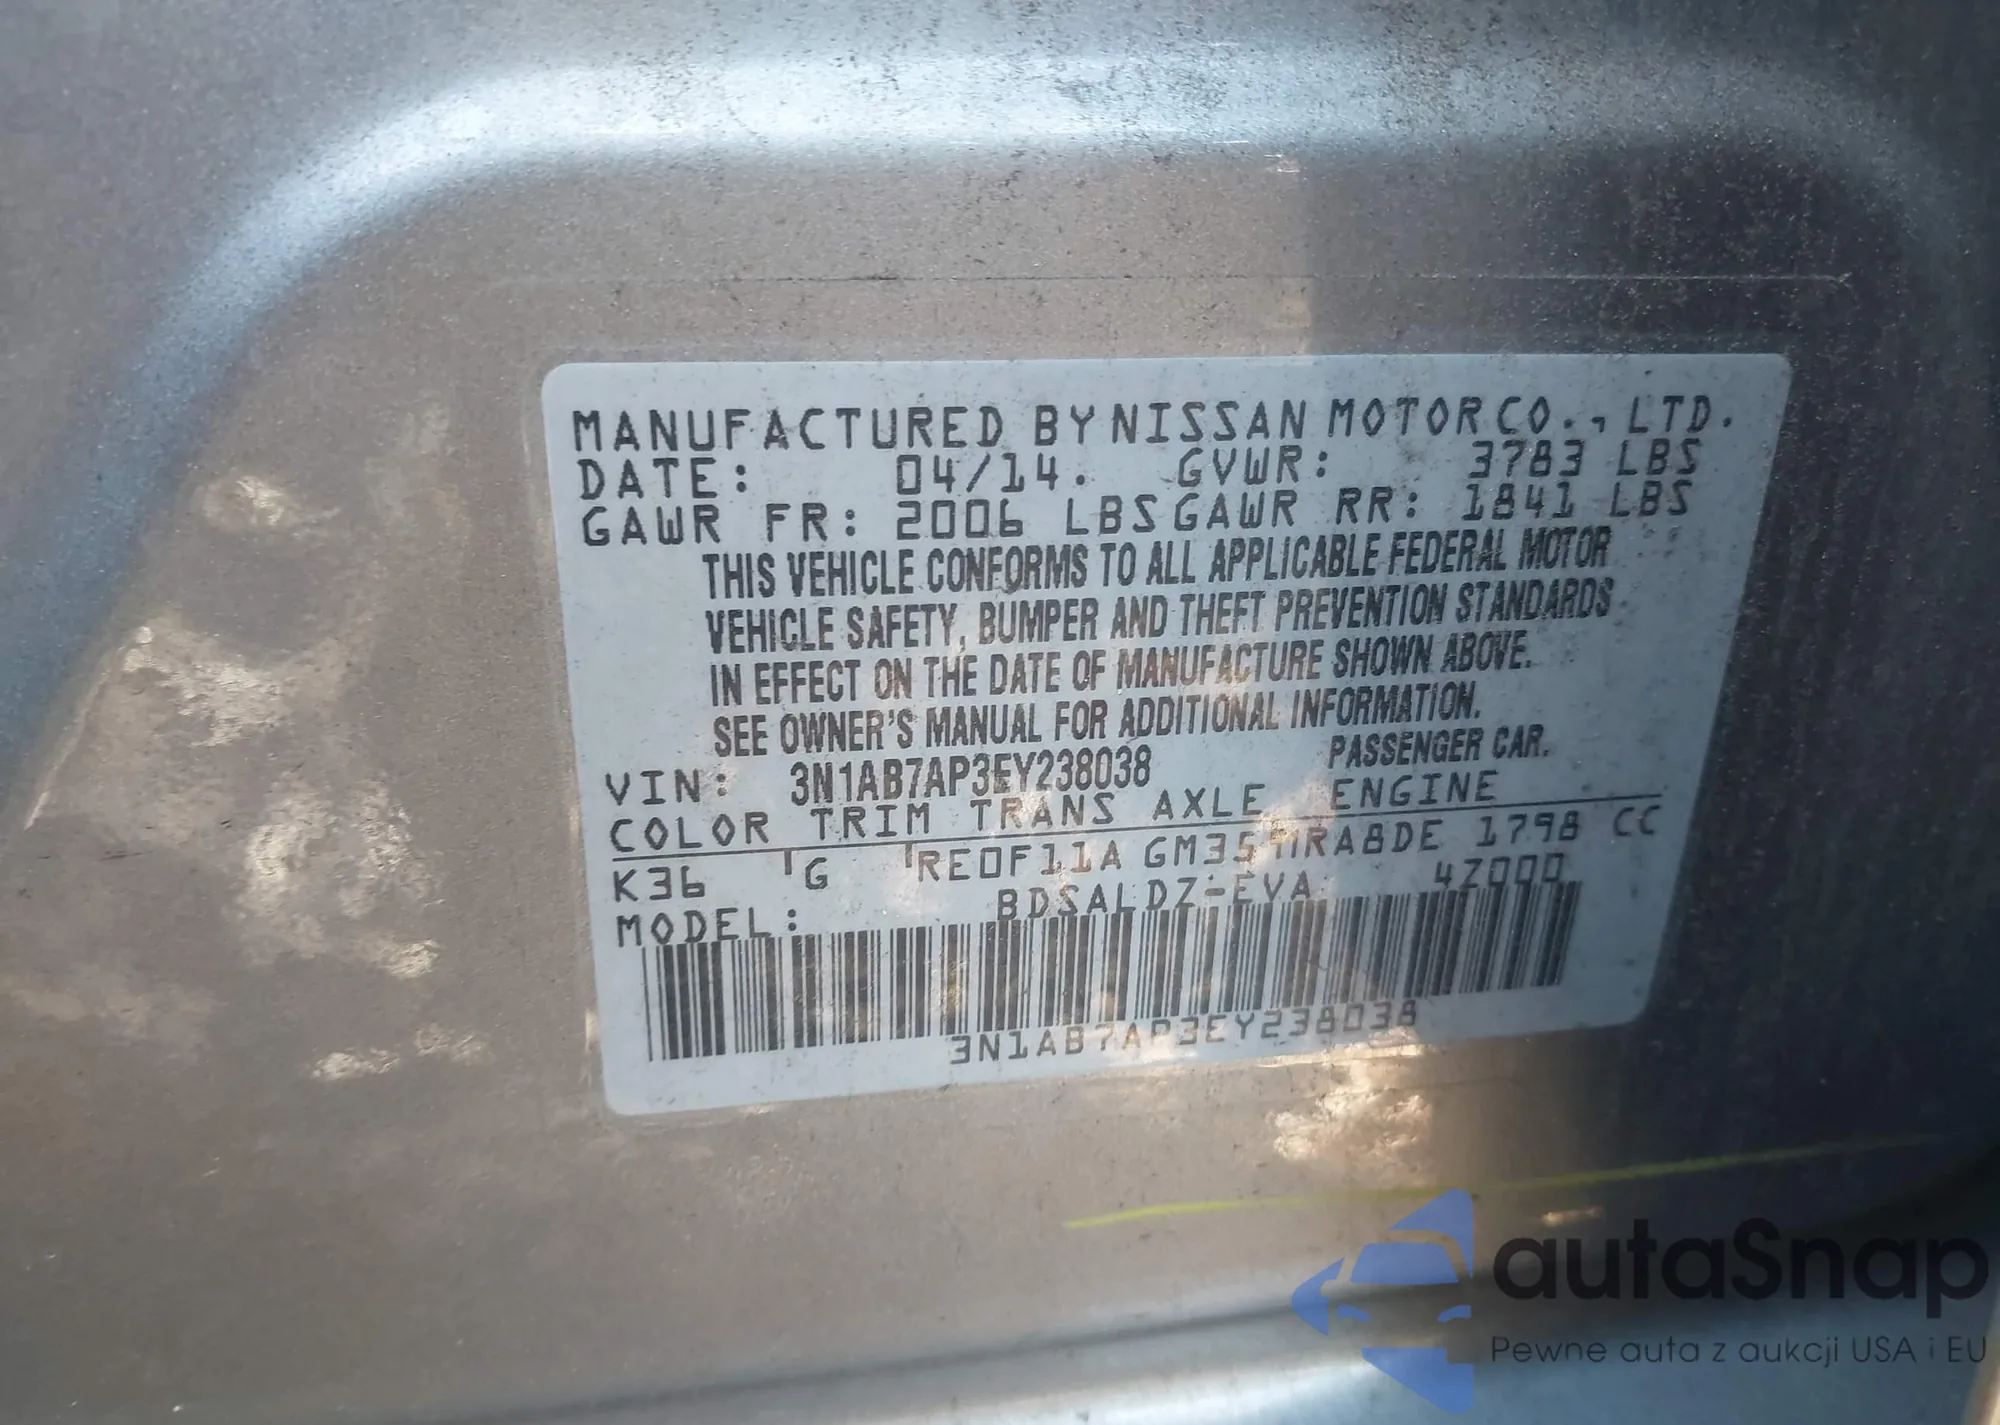 MANUFACTURED BY NISSAN MOTOR CO., LTD.
DATE: 04/14. GVWR: 3783 LBS
GAWR FR: 2006 LBS GAWR RR: 1841 LBS
THIS VEHICLE CONFORMS TO ALL APPLICABLE FEDERAL MOTOR
VEHICLE SAFETY, BUMPER AND THEFT PREVENTION STANDARDS
IN EFFECT ON THE DATE OF MANUFACTURE SHOWN ABOVE.
SEE OWNER'S MANUAL FOR ADDITIONAL INFORMATION.
VIN: 3N1AB7AP3EY238038 PASSENGER CAR.
COLOR TRIM TRANS AXLE ENGINE
K36 G RE0F11A GM35 MRA8DE 1798 CC
MODEL: BDSALDZ-EVA 4Z000
3N1AB7AP3EY238038
autaSnap
Pewne auta z aukcji USA i EU